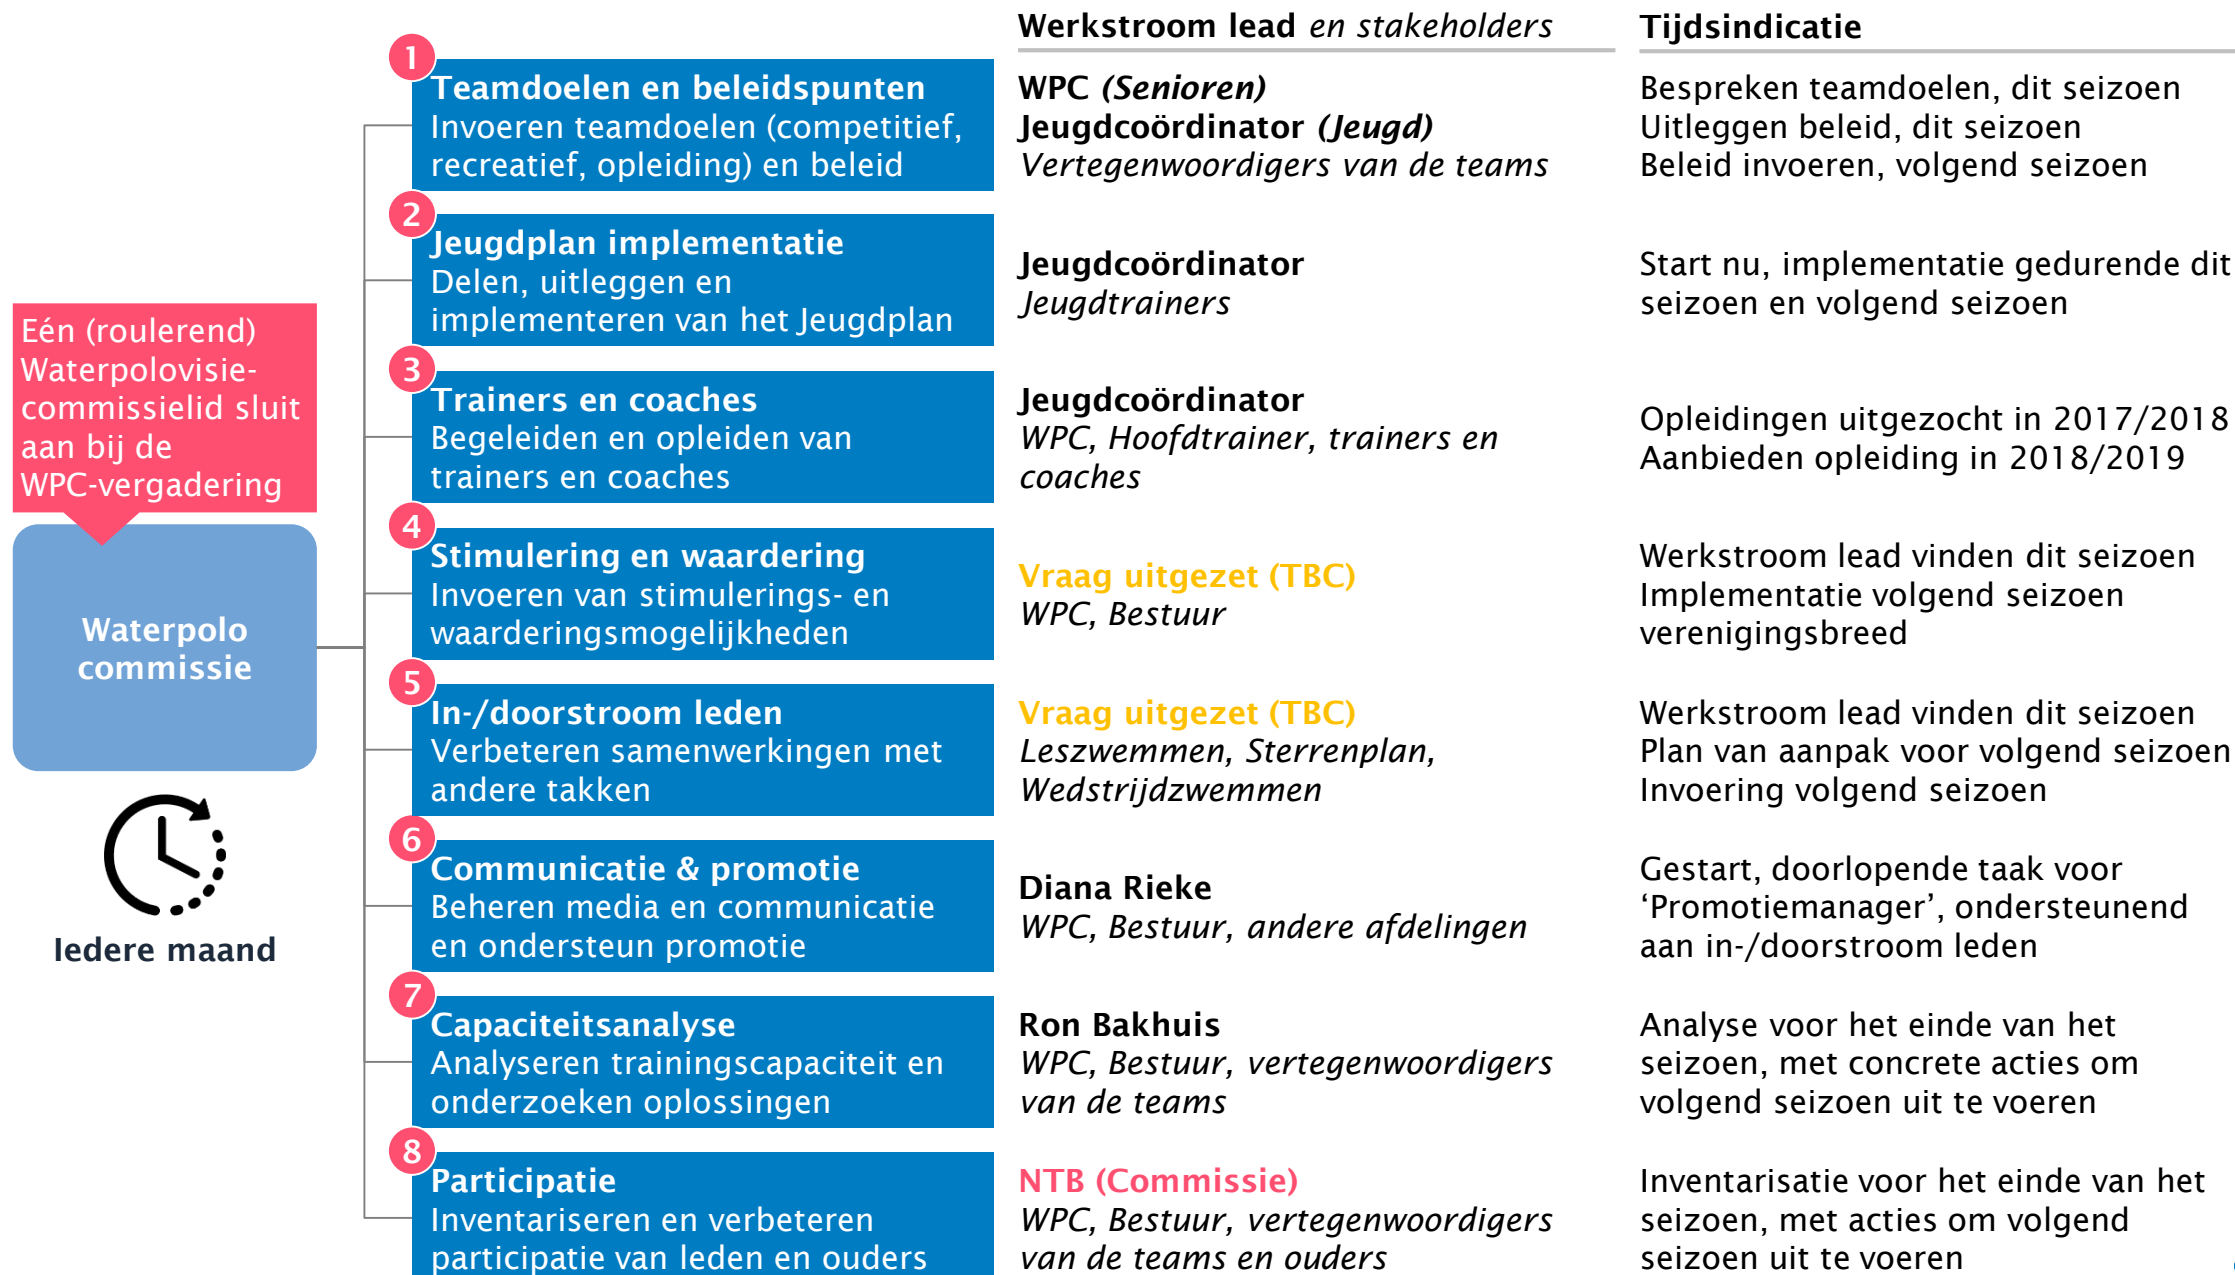 Werkstroom lead en stakeholders
Tijdsindicatie
Eén (roulerend)
Waterpolovisie-
commissielid sluit
aan bij de
WPC-vergadering
Waterpolo
commissie
Iedere maand
1
Teamdoelen en beleidspunten
Invoeren teamdoelen (competitief,
recreatief, opleiding) en beleid
WPC (Senioren)
Jeugdcoördinator (Jeugd)
Vertegenwoordigers van de teams
Bespreken teamdoelen, dit seizoen
Uitleggen beleid, dit seizoen
Beleid invoeren, volgend seizoen
2
Jeugdplan implementatie
Delen, uitleggen en
implementeren van het Jeugdplan
Jeugdcoördinator
Jeugdtrainers
Start nu, implementatie gedurende dit
seizoen en volgend seizoen
3
Trainers en coaches
Begeleiden en opleiden van
trainers en coaches
Jeugdcoördinator
WPC, Hoofdtrainer, trainers en
coaches
Opleidingen uitgezocht in 2017/2018
Aanbieden opleiding in 2018/2019
4
Stimulering en waardering
Invoeren van stimulerings- en
waarderingsmogelijkheden
Vraag uitgezet (TBC)
WPC, Bestuur
Werkstroom lead vinden dit seizoen
Implementatie volgend seizoen
verenigingsbreed
5
In-/doorstroom leden
Verbeteren samenwerkingen met
andere takken
Vraag uitgezet (TBC)
Leszwemmen, Sterrenplan,
Wedstrijdzwemmen
Werkstroom lead vinden dit seizoen
Plan van aanpak voor volgend seizoen
Invoering volgend seizoen
6
Communicatie & promotie
Beheren media en communicatie
en ondersteun promotie
Diana Rieke
WPC, Bestuur, andere afdelingen
Gestart, doorlopende taak voor
‘Promotiemanager’, ondersteunend
aan in-/doorstroom leden
7
Capaciteitsanalyse
Analyseren trainingscapaciteit en
onderzoeken oplossingen
Ron Bakhuis
WPC, Bestuur, vertegenwoordigers
van de teams
Analyse voor het einde van het
seizoen, met concrete acties om
volgend seizoen uit te voeren
8
Participatie
Inventariseren en verbeteren
participatie van leden en ouders
NTB (Commissie)
WPC, Bestuur, vertegenwoordigers
van de teams en ouders
Inventarisatie voor het einde van het
seizoen, met acties om volgend
seizoen uit te voeren